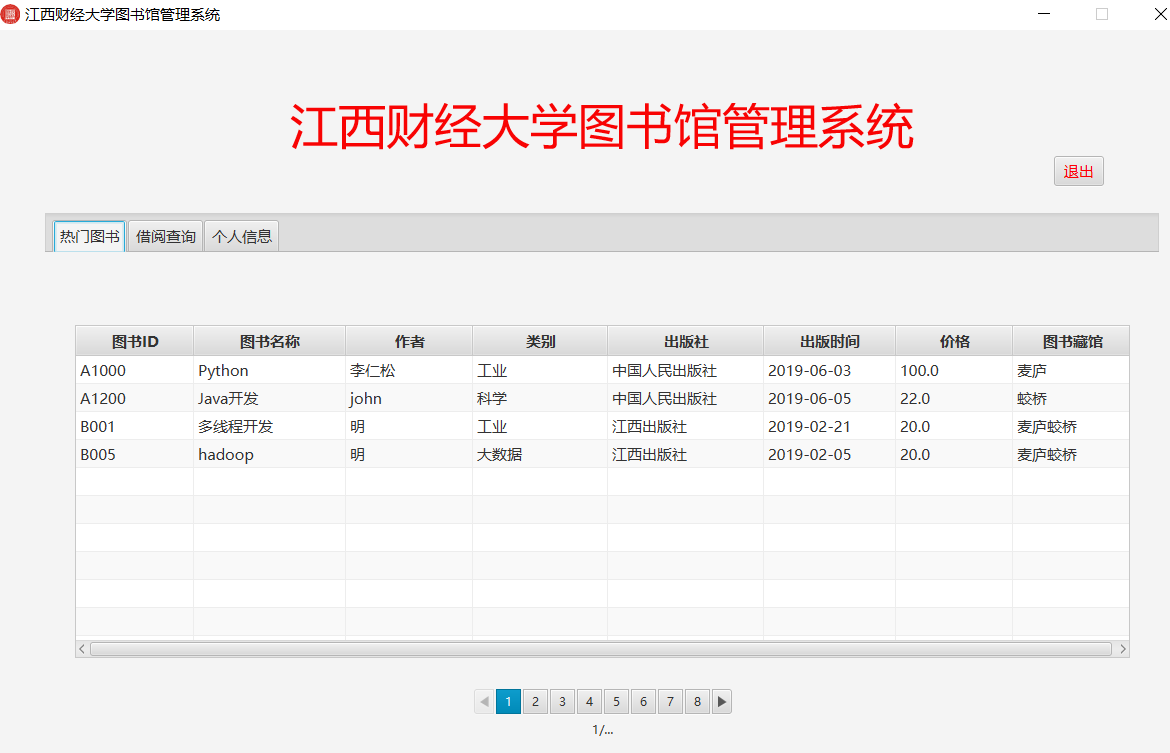 江西财经大学图书馆管理系统
江西财经大学图书馆管理系统
退出
热门图书 借阅查询 个人信息
图书ID 图书名称 作者 类别 出版社 出版时间 价格 图书藏馆
A1000 Python 李仁松 工业 中国人民出版社 2019-06-03 100.0 麦庐
A1200 Java开发 john 科学 中国人民出版社 2019-06-05 22.0 蛟桥
B001 多线程开发 明 工业 江西出版社 2019-02-21 20.0 麦庐蛟桥
B005 hadoop 明 大数据 江西出版社 2019-02-05 20.0 麦庐蛟桥
1 2 3 4 5 6 7 8
1/...